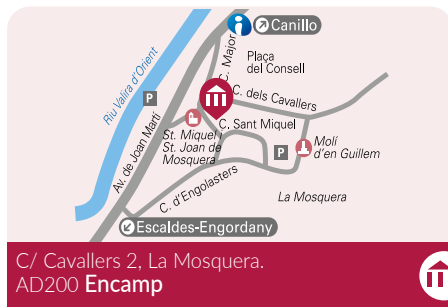 Canillo
Plaça
del Consell
C. Major
Riu Valira d'Orient
P
C. dels Cavallers
Av. de Joan Martí
C. Sant Miquel
St. Miquel i
St. Joan de
Mosquera
P
Molí
d'en Guillem
C. d'Engolasters
La Mosquera
Escaldes-Engordany
C/ Cavallers 2, La Mosquera.
AD200 Encamp